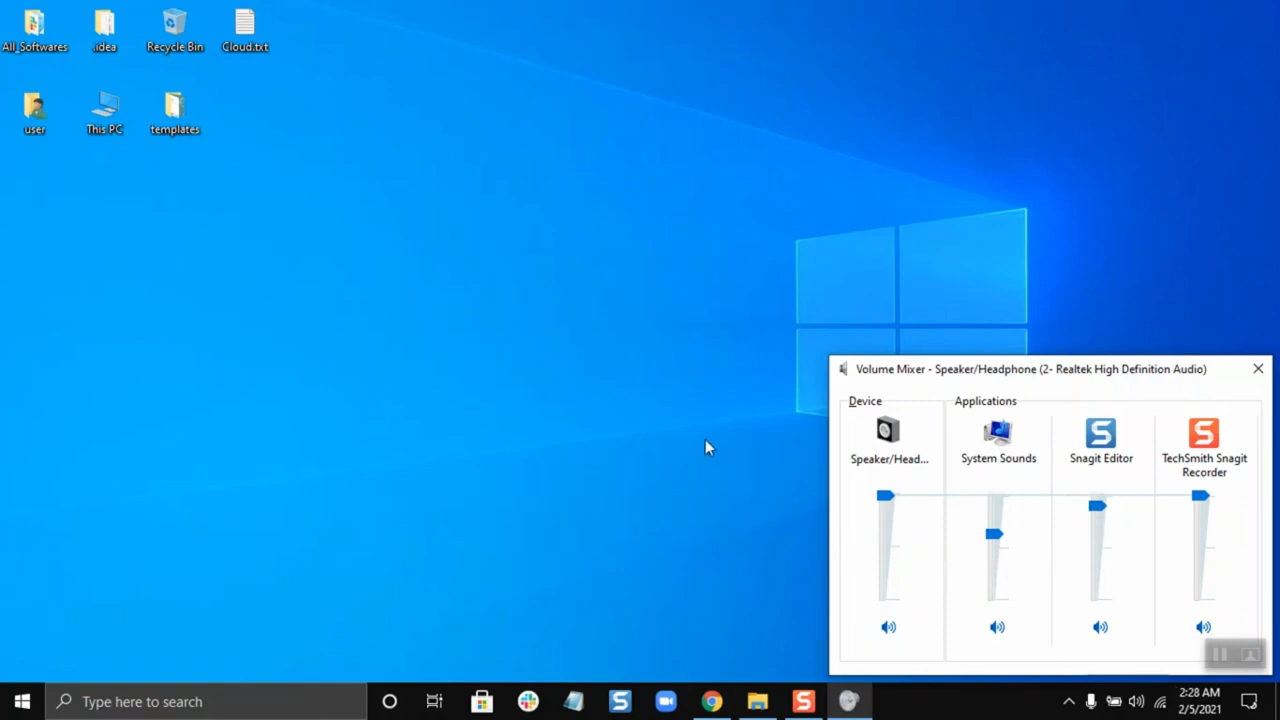 All_Softwares
.idea
Recycle Bin
Cloud.txt
user
This PC
templates
Volume Mixer - Speaker/Headphone (2- Realtek High Definition Audio)
Device
Applications
Speaker/Head...
System Sounds
Snagit Editor
TechSmith Snagit
Recorder
Type here to search
2:28 AM
2/5/2021